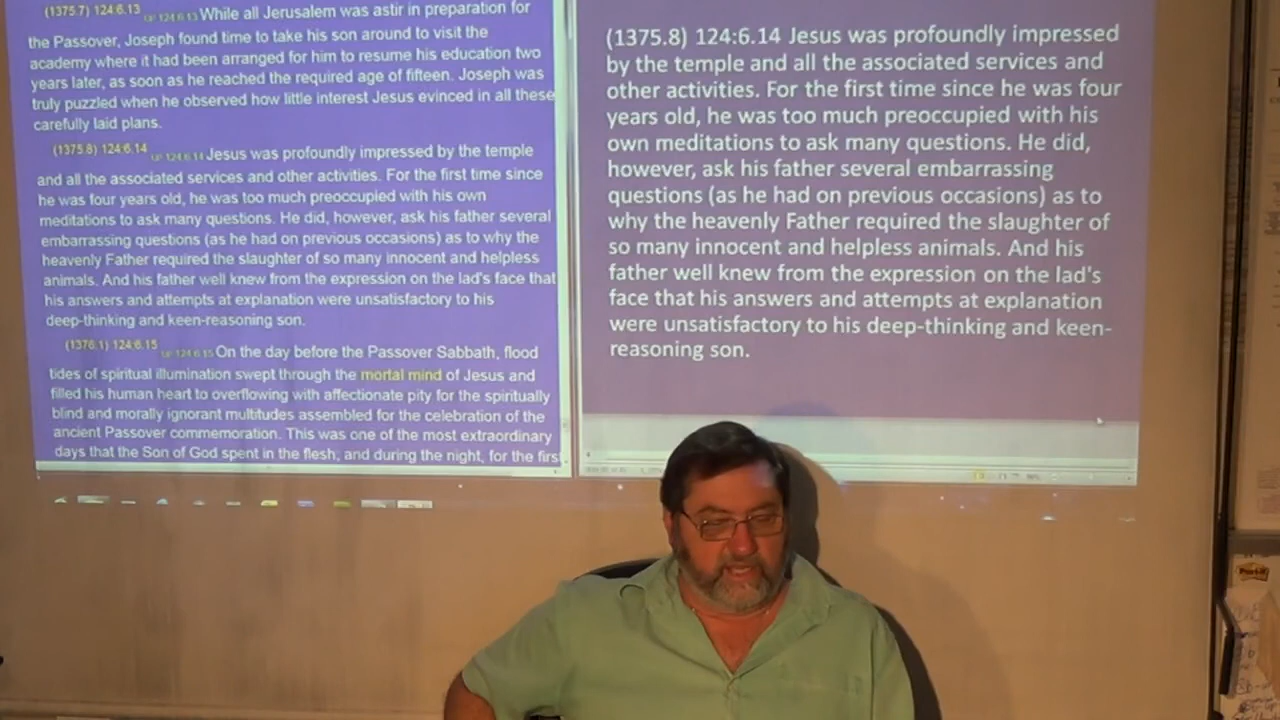 (1375.7) 124:6.13 UP 124:6.13 While all Jerusalem was astir in preparation for
the Passover, Joseph found time to take his son around to visit the
academy where it had been arranged for him to resume his education two
years later, as soon as he reached the required age of fifteen. Joseph was
truly puzzled when he observed how little interest Jesus evinced in all these
carefully laid plans.
(1375.8) 124:6.14 UP 124:6.14 Jesus was profoundly impressed by the temple
and all the associated services and other activities. For the first time since
he was four years old, he was too much preoccupied with his own
meditations to ask many questions. He did, however, ask his father several
embarrassing questions (as he had on previous occasions) as to why the
heavenly Father required the slaughter of so many innocent and helpless
animals. And his father well knew from the expression on the lad's face that
his answers and attempts at explanation were unsatisfactory to his
deep-thinking and keen-reasoning son.
(1376.1) 124:6.15 UP 124:6.15 On the day before the Passover Sabbath, flood
tides of spiritual illumination swept through the mortal mind of Jesus and
filled his human heart to overflowing with affectionate pity for the spiritually
blind and morally ignorant multitudes assembled for the celebration of the
ancient Passover commemoration. This was one of the most extraordinary
days that the Son of God spent in the flesh; and during the night, for the firs
(1375.8) 124:6.14 Jesus was profoundly impressed
by the temple and all the associated services and
other activities. For the first time since he was four
years old, he was too much preoccupied with his
own meditations to ask many questions. He did,
however, ask his father several embarrassing
questions (as he had on previous occasions) as to
why the heavenly Father required the slaughter of
so many innocent and helpless animals. And his
father well knew from the expression on the lad's
face that his answers and attempts at explanation
were unsatisfactory to his deep-thinking and keen-
reasoning son.
Post-it